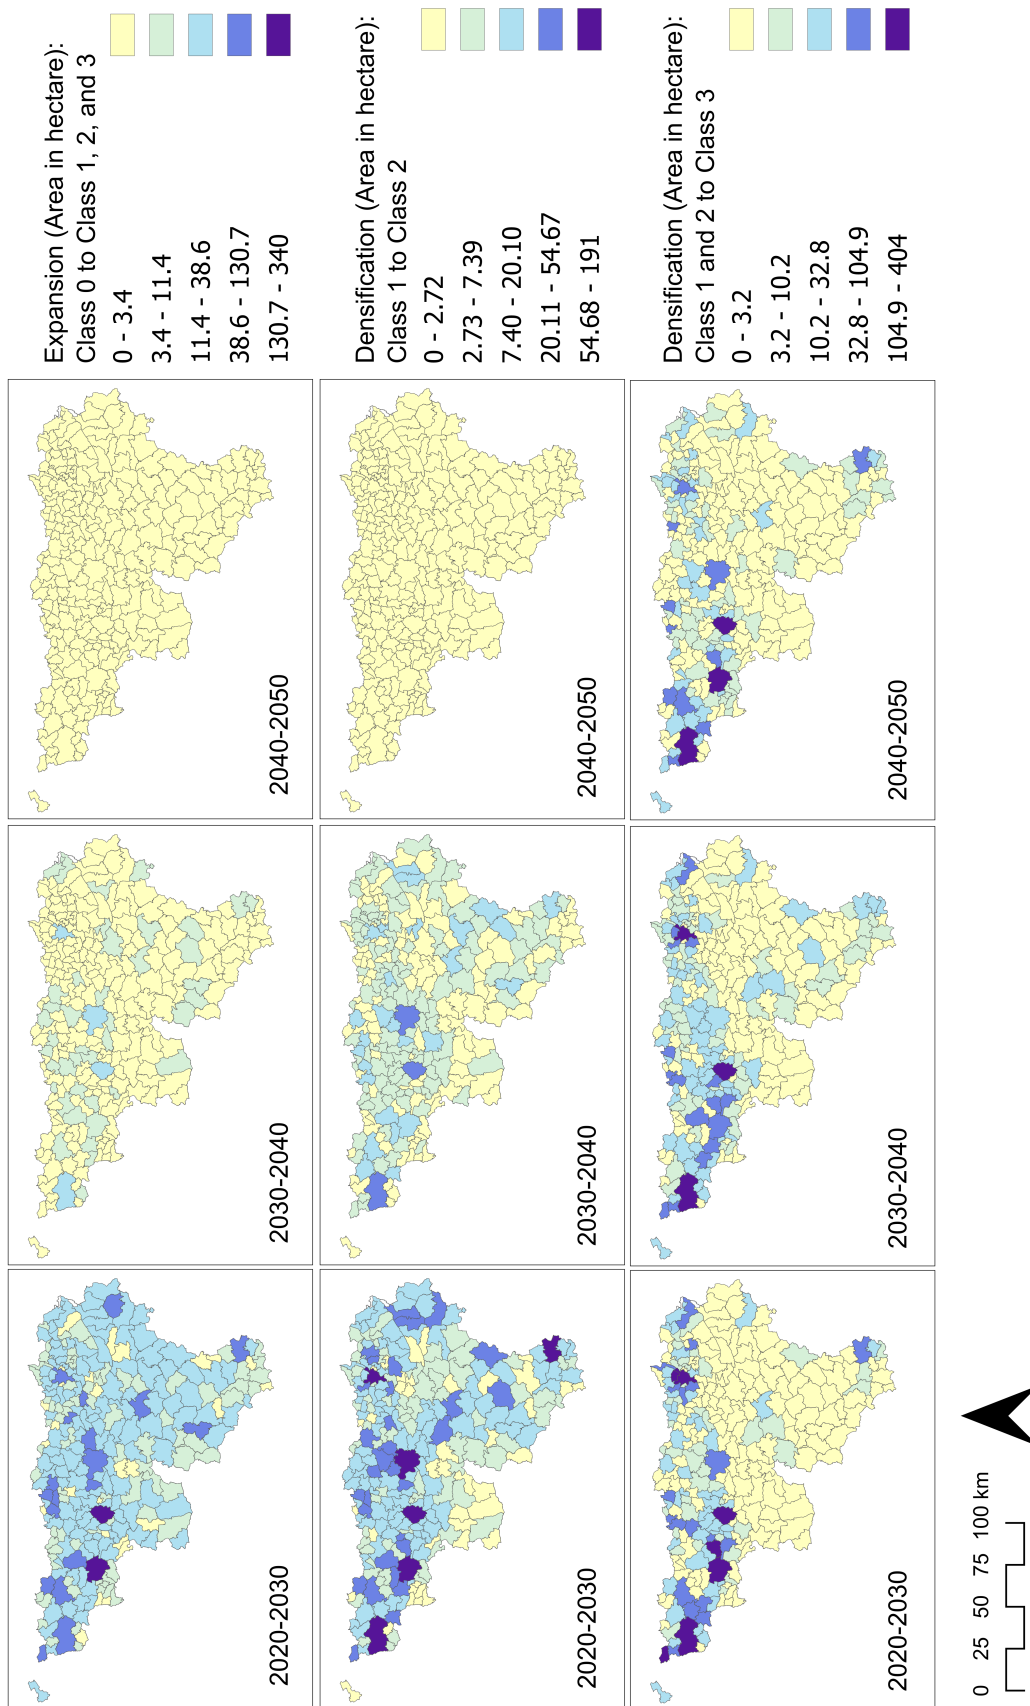 Expansion (Area in hectare):
Class 0 to Class 1, 2, and 3
0 - 3.4
3.4 - 11.4
11.4 - 38.6
38.6 - 130.7
130.7 - 340
2040-2050
2030-2040
2020-2030
Densification (Area in hectare):
Class 1 to Class 2
0 - 2.72
2.73 - 7.39
7.40 - 20.10
20.11 - 54.67
54.68 - 191
2040-2050
2030-2040
2020-2030
Densification (Area in hectare):
Class 1 and 2 to Class 3
0 - 3.2
3.2 - 10.2
10.2 - 32.8
32.8 - 104.9
104.9 - 404
2040-2050
2030-2040
2020-2030
0 25 50 75 100 km